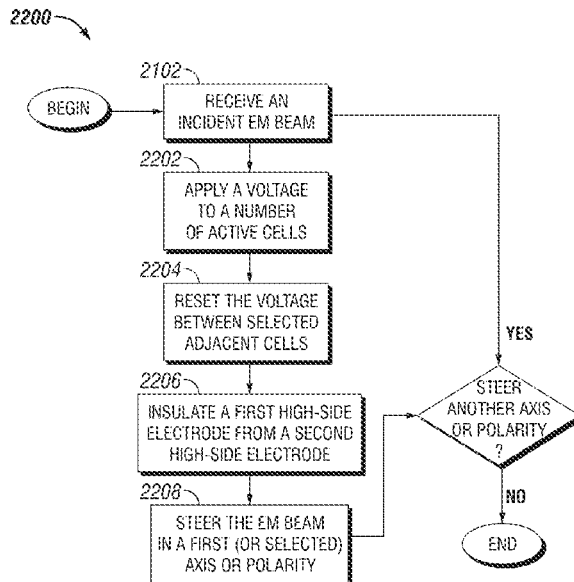 2200
2102
BEGIN
RECEIVE AN
INCIDENT EM BEAM
2202
APPLY A VOLTAGE
TO A NUMBER
OF ACTIVE CELLS
2204
RESET THE VOLTAGE
BETWEEN SELECTED
ADJACENT CELLS
YES
2206
INSULATE A FIRST HIGH-SIDE
ELECTRODE FROM A SECOND
HIGH-SIDE ELECTRODE
STEER
ANOTHER AXIS
OR POLARITY
?
2208
STEER THE EM BEAM
IN A FIRST (OR SELECTED)
AXIS OR POLARITY
NO
END